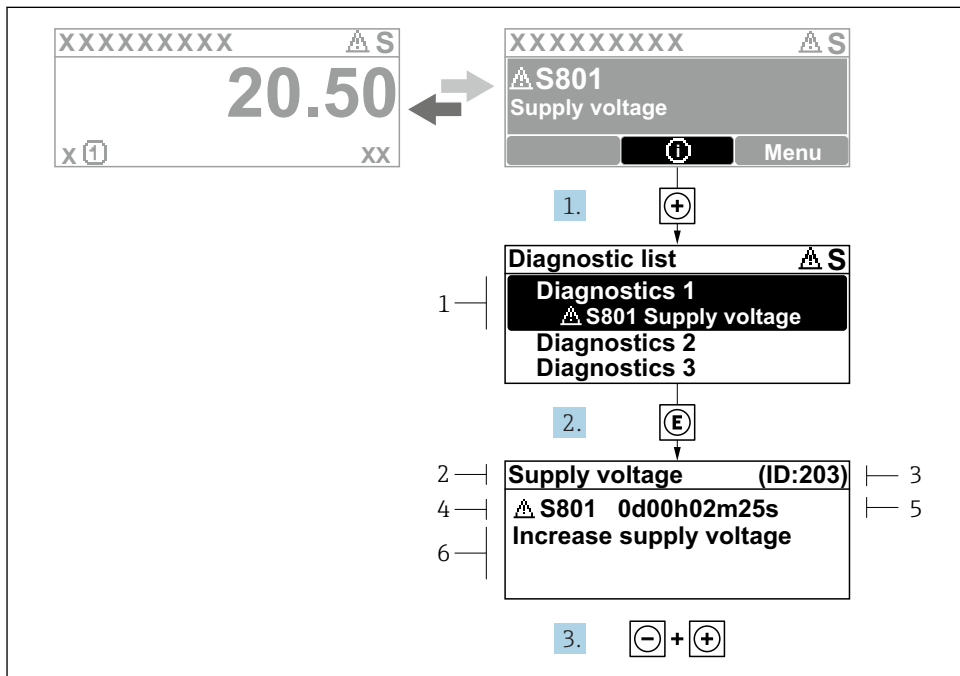 XXXXXXXXX ⚠ S
20.50
x ① xx
XXXXXXXXX ⚠ S
⚠ S801
Supply voltage
ⓘ Menu
1. +
Diagnostic list ⚠ S
1
Diagnostics 1
⚠ S801 Supply voltage
Diagnostics 2
Diagnostics 3
2. E
2 Supply voltage (ID:203) 3
4 ⚠ S801 0d00h02m25s 5
6 Increase supply voltage
3. - + +